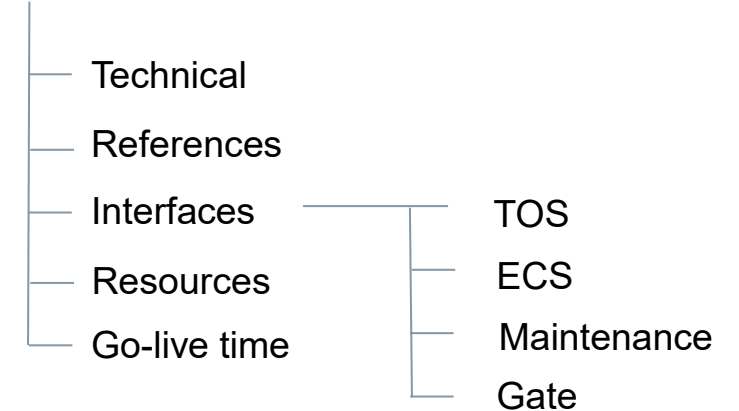 Technical
References
Interfaces
Resources
Go-live time
TOS
ECS
Maintenance
Gate